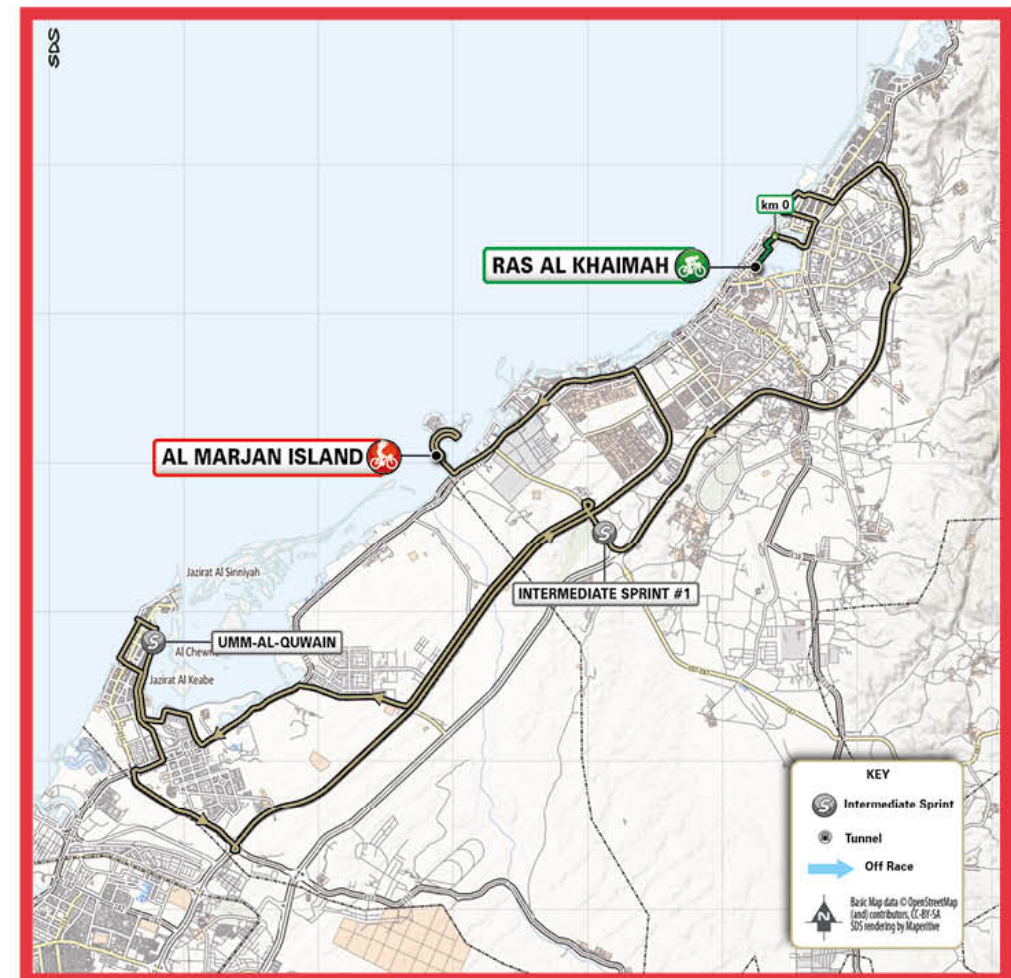 SDS
km 0
RAS AL KHAIMAH
AL MARJAN ISLAND
S
INTERMEDIATE SPRINT #1
Jazirat Al Sinniyah
S
UMM-AL-QUWAIN
Al Chewria
Jazirat Al Keabe
KEY
S Intermediate Sprint
Tunnel
Off Race
N
Basic Map data © OpenStreetMap
(and) contributors, CC-BY-SA
SDS rendering by Maperitive